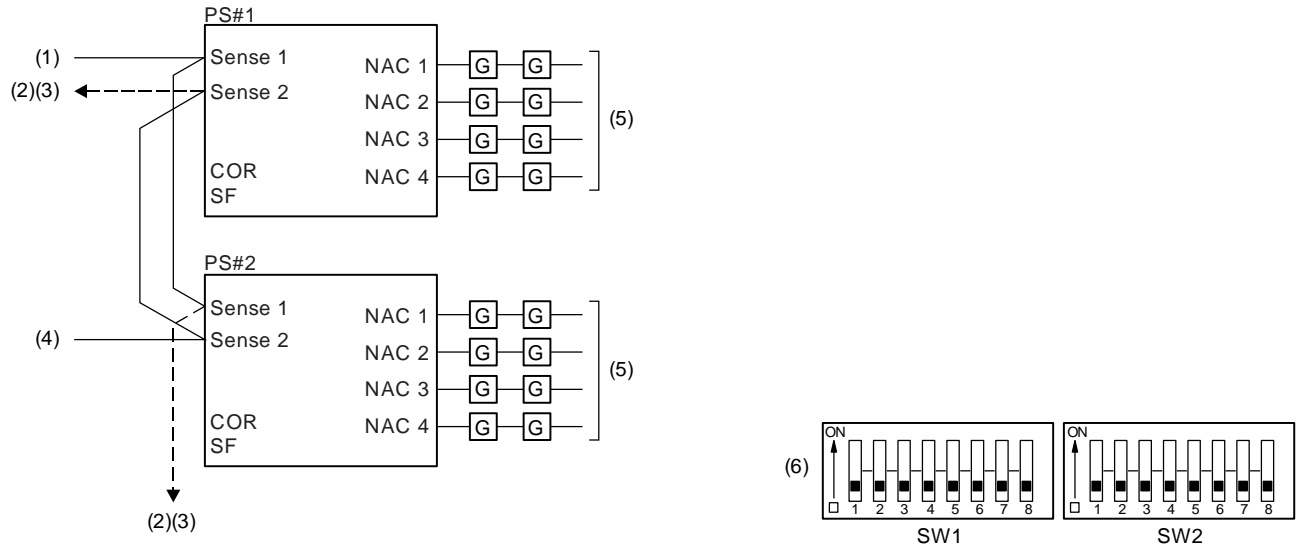 PS#1
(1)
Sense 1
NAC 1 G G
(2)(3)
Sense 2
NAC 2 G G
(5)
NAC 3 G G
COR
NAC 4 G G
SF
PS#2
Sense 1
NAC 1 G G
(4)
Sense 2
NAC 2 G G
(5)
NAC 3 G G
COR
NAC 4 G G
SF
(2)(3)
(6)
ON
1 2 3 4 5 6 7 8
SW1
ON
1 2 3 4 5 6 7 8
SW2